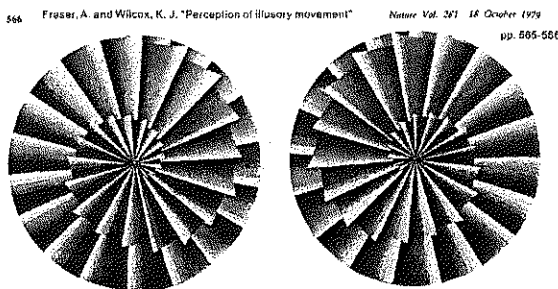 566 Fraser, A. and Wilcox, K. J. "Perception of illusory movement" Nature Vol. 281 18 October 1979
pp. 565-566